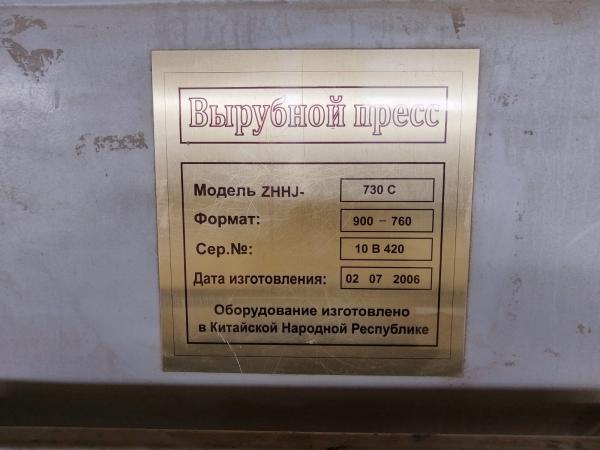 Вырубной пресс
Модель ZHHJ- 730 C
Формат: 900 – 760
Сер.№: 10 B 420
Дата изготовления: 02 07 2006
Оборудование изготовлено
в Китайской Народной Республике